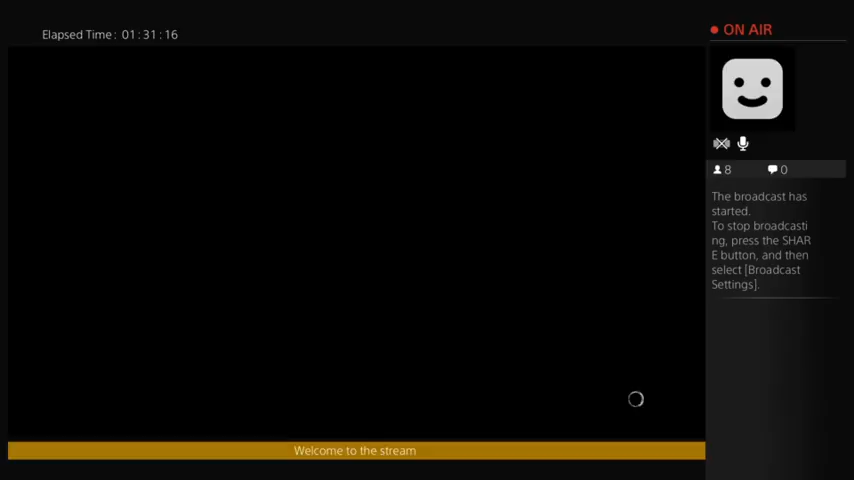 Elapsed Time: 01:31:16
ON AIR
8
0
The broadcast has
started.
To stop broadcasti
ng, press the SHAR
E button, and then
select [Broadcast
Settings].
Welcome to the stream